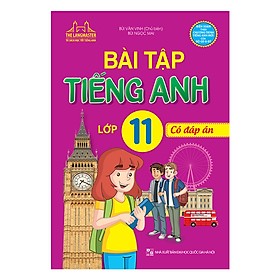 THE LANGMASTER
BÙI VĂN VINH (Chủ biên)
BÙI NGỌC MAI
BÀI TẬP
TIẾNG ANH
LỚP 11
Có đáp án
NHÀ XUẤT BẢN ĐẠI HỌC QUỐC GIA HÀ NỘI